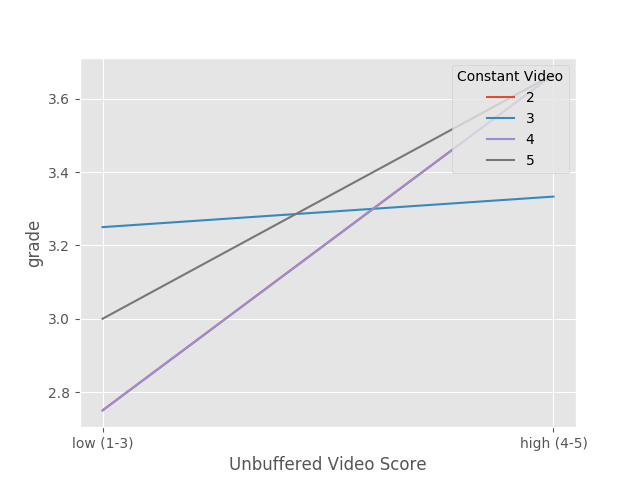 Constant Video
2
3
4
5
3.6
3.4
3.2
3.0
2.8
grade
low (1-3)
high (4-5)
Unbuffered Video Score